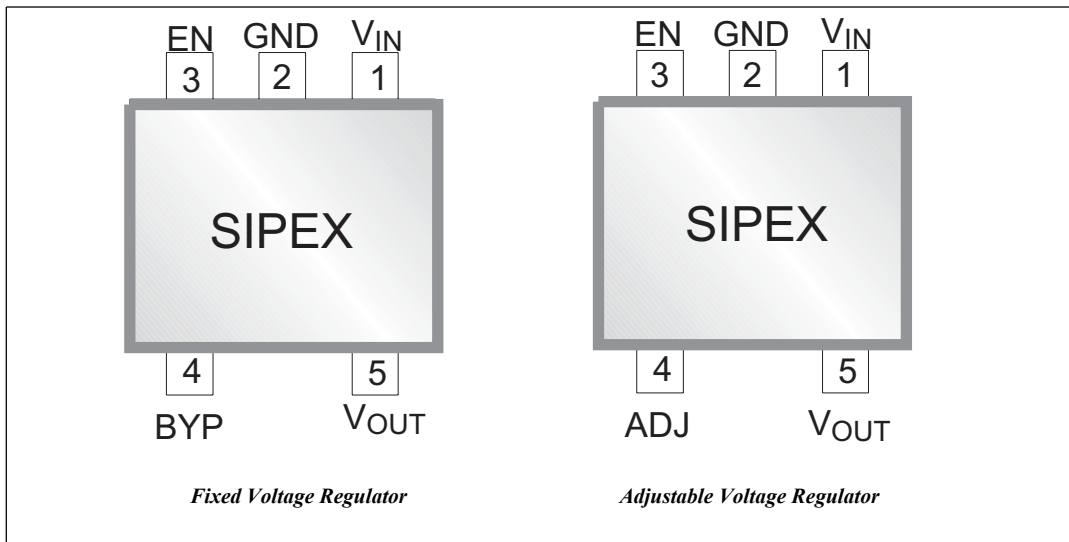 EN GND VIN
3 2 1
SIPEX
4 5
BYP VOUT
Fixed Voltage Regulator
EN GND VIN
3 2 1
SIPEX
4 5
ADJ VOUT
Adjustable Voltage Regulator